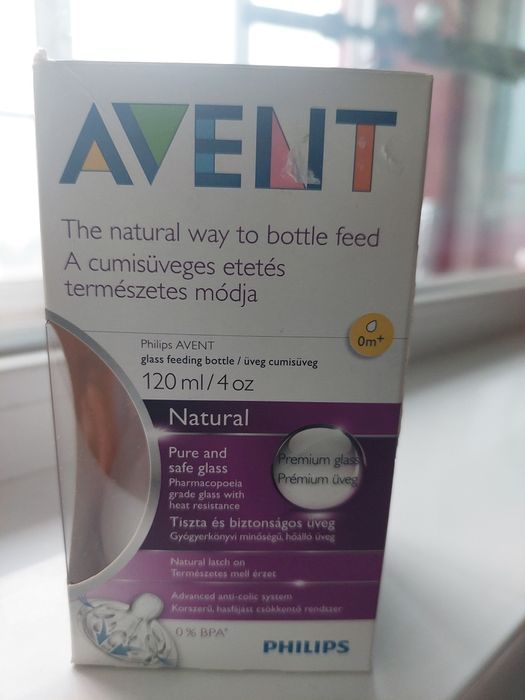 AVENT
The natural way to bottle feed
A cumisüveges etetés
természetes módja
0m+
Philips AVENT
glass feeding bottle / üveg cumisüveg
120 ml/4 oz
Natural
Pure and
safe glass
Pharmacopoeia
grade glass with
heat resistance
Premium glass
Prémium üveg
Tiszta és biztonságos üveg
Gyógyerkönyvi minőségű, hőálló üveg
Natural latch on
Természetes mell érzet
Advanced anti-colic system
Korszerű, hasfájást csökkentő rendszer
0% BPA*
PHILIPS